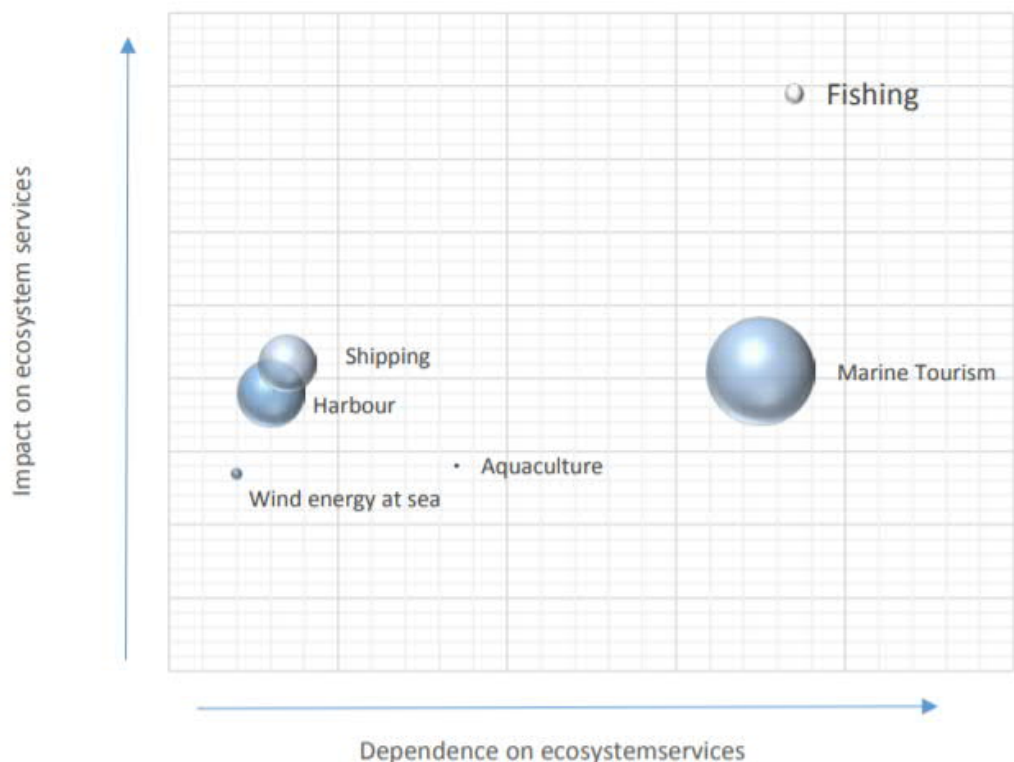 Fishing
Impact on ecosystem services
Shipping
Marine Tourism
Harbour
Aquaculture
Wind energy at sea
Dependence on ecosystemservices